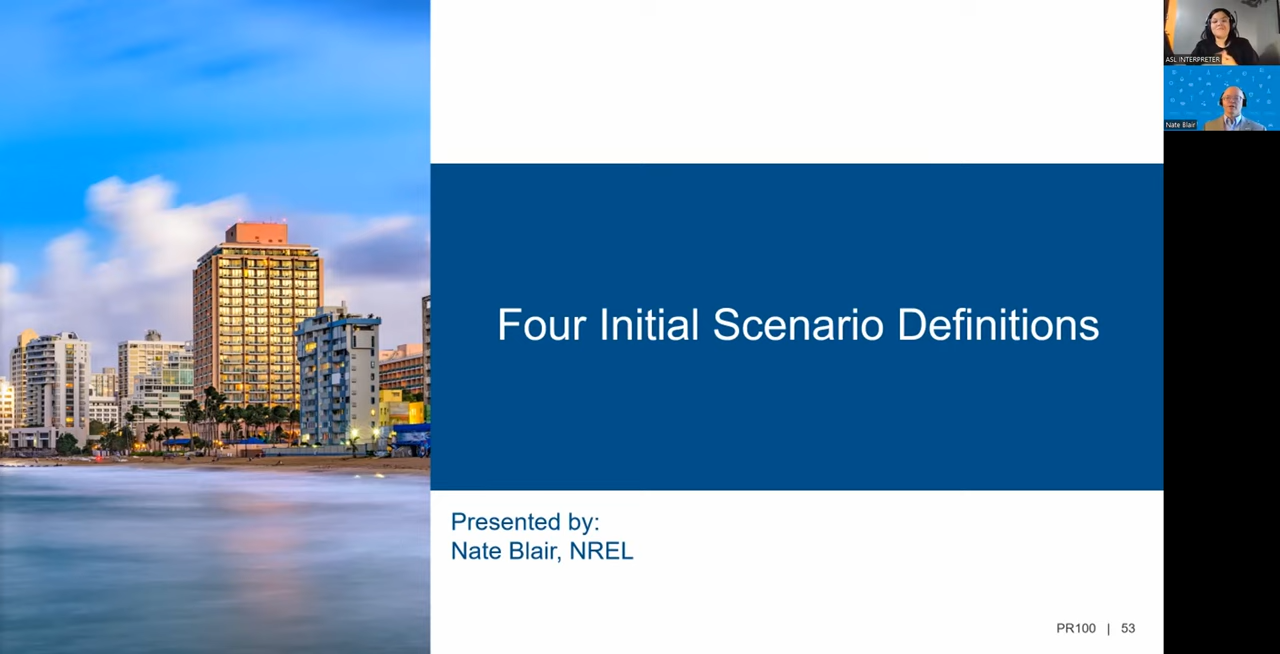 Four Initial Scenario Definitions
Presented by:
Nate Blair, NREL
PR100 | 53
ASL INTERPRETER
Nate Blair